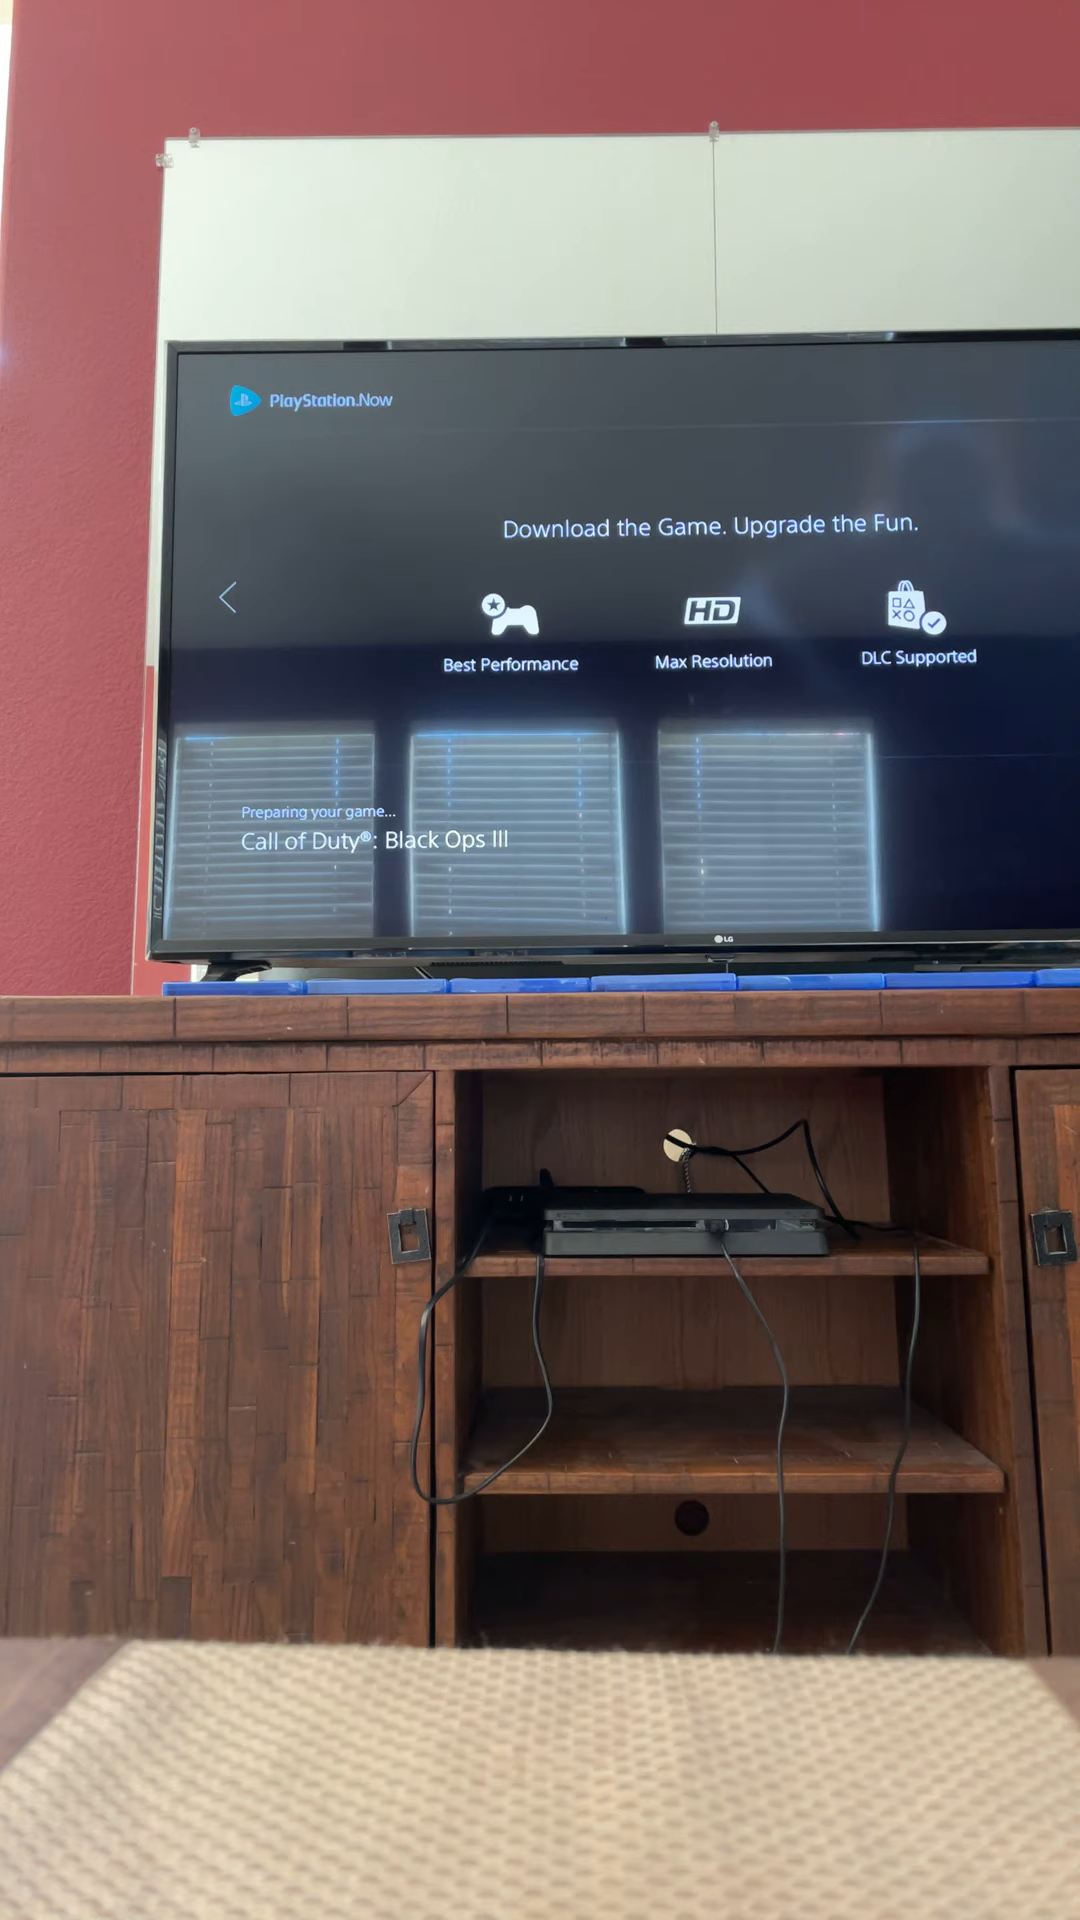 PlayStation.Now
Download the Game. Upgrade the Fun.
HD
Best Performance
Max Resolution
DLC Supported
Preparing your game...
Call of Duty®: Black Ops III
LG